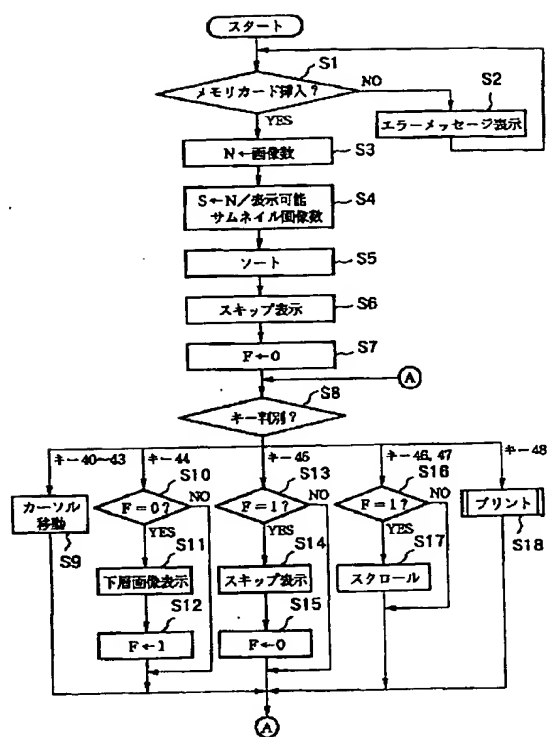 スタート
S1
メモリカード挿入?
NO
S2
エラーメッセージ表示
YES
S3
N←画像数
S4
S←N/表示可能
サムネイル画像数
S5
ソート
S6
スキップ表示
S7
F←0
A
S8
キー判別?
キー40~43
キー44
キー45
キー46,47
キー48
S9
カーソル
移動
S10
F=0?
NO
YES
S11
下層画像表示
S12
F←1
S13
F=1?
NO
YES
S14
スキップ表示
S15
F←0
S16
F=1?
NO
YES
S17
スクロール
プリント
S18
A